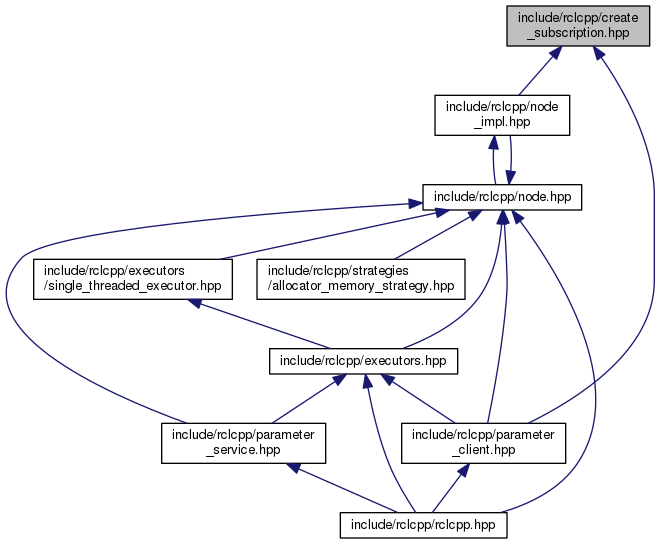 include/rclcpp/create
_subscription.hpp
include/rclcpp/node
_impl.hpp
include/rclcpp/node.hpp
include/rclcpp/executors
/single_threaded_executor.hpp
include/rclcpp/strategies
/allocator_memory_strategy.hpp
include/rclcpp/executors.hpp
include/rclcpp/parameter
_service.hpp
include/rclcpp/parameter
_client.hpp
include/rclcpp/rclcpp.hpp